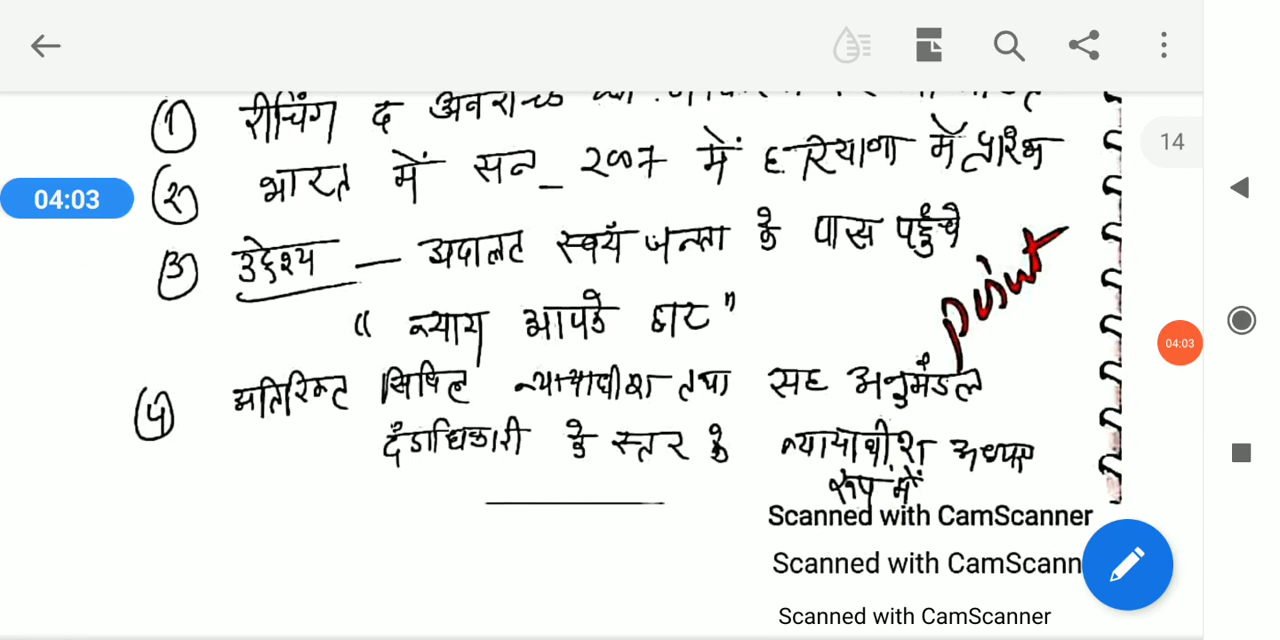 14
① रीचिंग द
04:03
② भारत में सन _ 2007 में हरियाणा में प्रारंभ
③ उद्देश्य — अदालत स्वयं जनता के पास पहुँचे
point
" न्याय आपके द्वार "
04:03
④ अतिरिक्त सिविल न्यायाधीश तथा सह अनुमंडल
दंडाधिकारी के स्तर के न्यायाधीश अध्यक्ष
रूप में
Scanned with CamScanner
Scanned with CamScann
Scanned with CamScanner